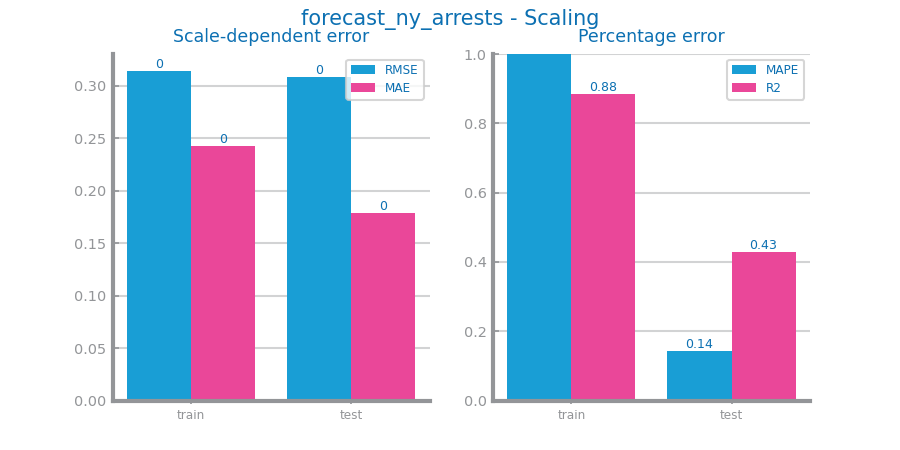 forecast_ny_arrests - Scaling
Scale-dependent error
0.30
0.25
0.20
0.15
0.10
0.05
0.00
0
0
0
0
RMSE
MAE
train
test
Percentage error
1.0
0.8
0.6
0.4
0.2
0.0
0.88
0.14
0.43
MAPE
R2
train
test